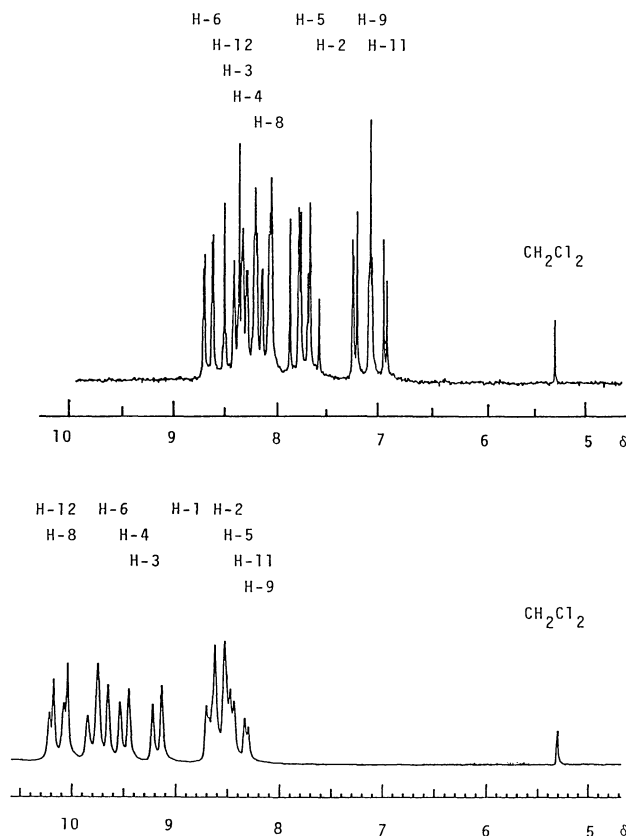 H-6 H-5 H-9
H-12 H-2 H-11
H-3
H-4
H-8
CH2Cl2
10 9 8 7 6 5 δ
H-12 H-6 H-1 H-2
H-8 H-4 H-5
H-3 H-11
H-9
CH2Cl2
10 9 8 7 6 5 δ